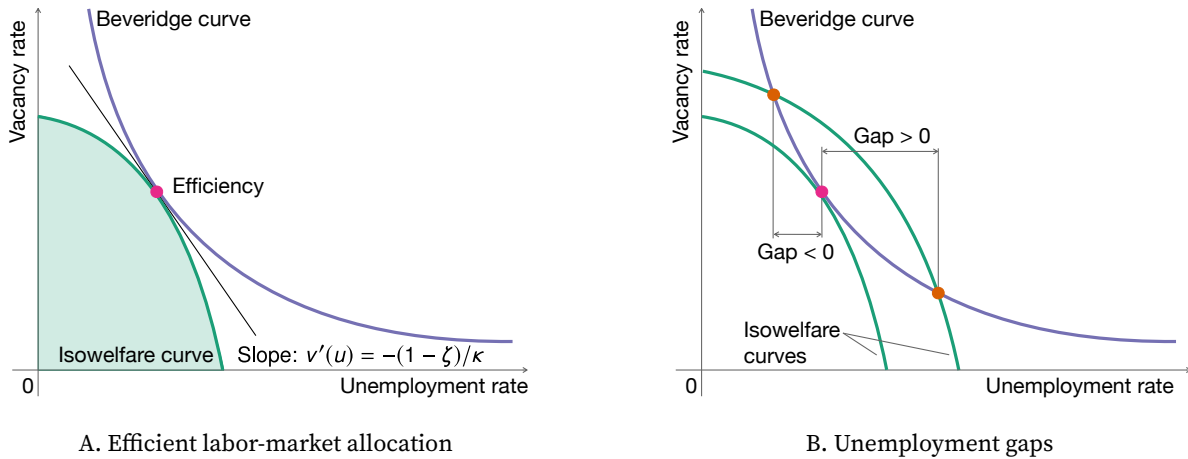 Beveridge curve
Vacancy rate
Efficiency
Isowelfare curve
Slope: v′(u) = −(1 − ζ)/κ
0
Unemployment rate
A. Efficient labor-market allocation
Beveridge curve
Vacancy rate
Gap > 0
Gap < 0
Isowelfare
curves
0
Unemployment rate
B. Unemployment gaps